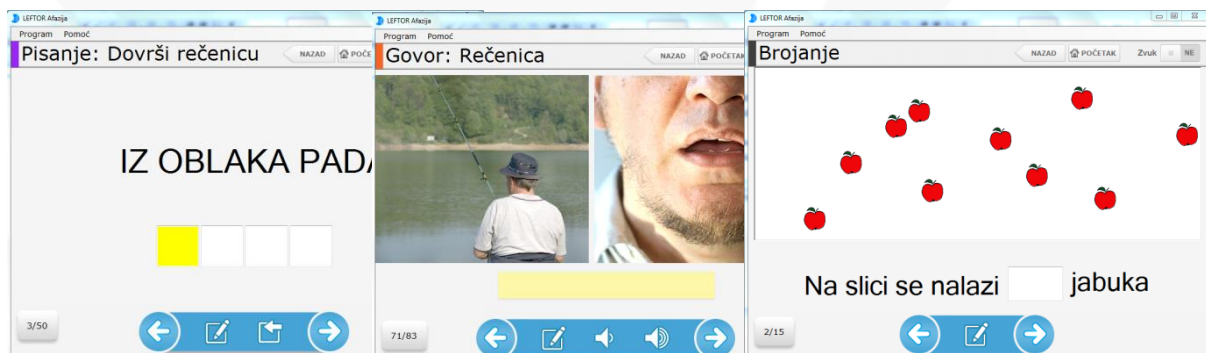 LEFTOR Afazija
Program Pomoć
Pisanje: Dovrši rečenicu
NAZAD POČE
IZ OBLAKA PADA
3/50
LEFTOR Afazija
Program Pomoć
Govor: Rečenica
NAZAD POČETAK
71/83
LEFTOR Afazija
Program Pomoć
Brojanje
NAZAD POČETAK Zvuk NE
Na slici se nalazi jabuka
2/15